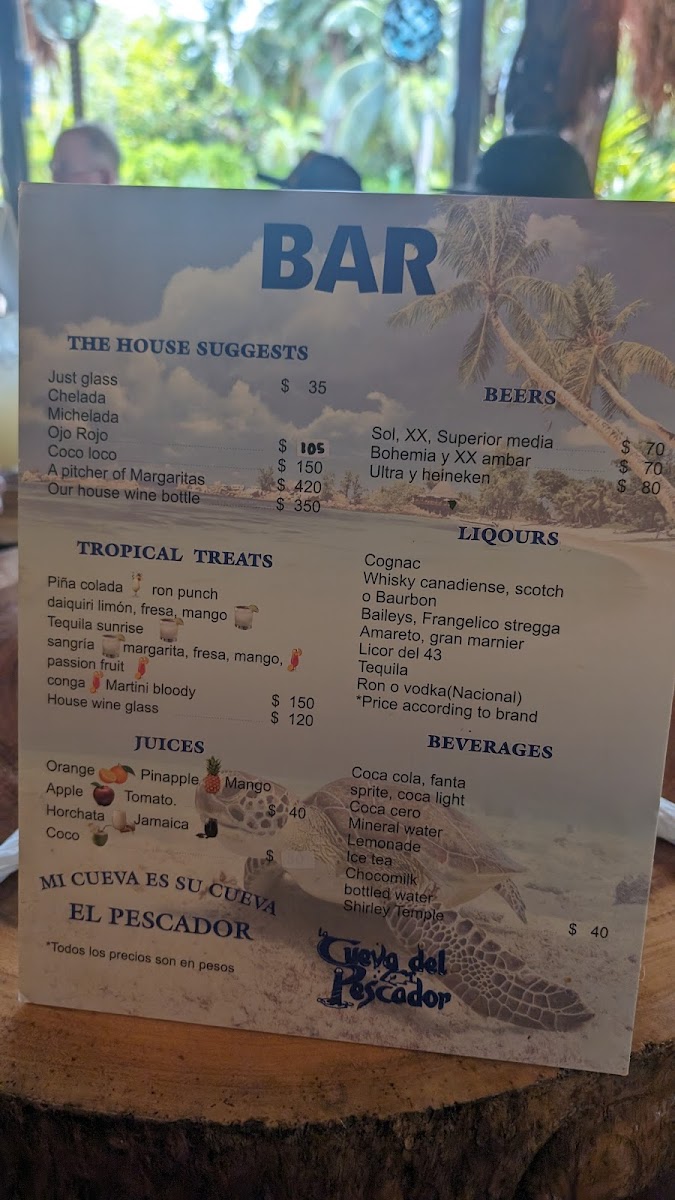 BAR
THE HOUSE SUGGESTS
Just glass $ 35
Chelada
Michelada
Ojo Rojo $ 105
Coco loco $ 150
A pitcher of Margaritas $ 420
Our house wine bottle $ 350
TROPICAL TREATS
Piña colada ron punch
daiquiri limón, fresa, mango
Tequila sunrise
sangria margarita, fresa, mango,
passion fruit
conga Martini bloody $ 150
House wine glass $ 120
JUICES
Orange Pinapple Mango
Apple Tomato.
Horchata Jamaica $ 40
Coco $
MI CUEVA ES SU CUEVA
EL PESCADOR
*Todos los precios son en pesos
BEERS
Sol, XX, Superior media $ 70
Bohemia y XX ambar $ 70
Ultra y heineken $ 80
LIQOURS
Cognac
Whisky canadiense, scotch
o Baurbon
Baileys, Frangelico stregga
Amareto, gran marnier
Licor del 43
Tequila
Ron o vodka(Nacional)
*Price according to brand
BEVERAGES
Coca cola, fanta
sprite, coca light
Coca cero
Mineral water
Lemonade
Ice tea
Chocomilk
bottled water
Shirley Temple $ 40
La Cueva del
Pescador